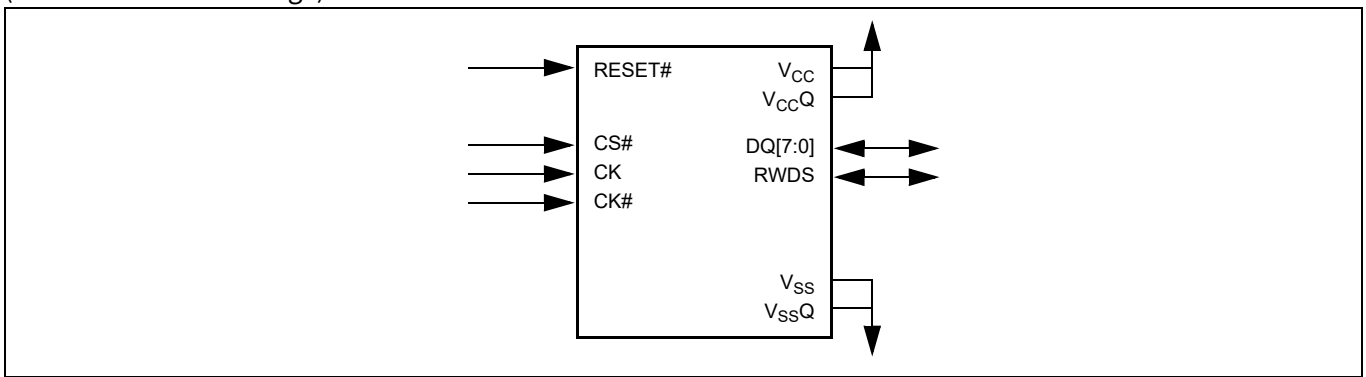 RESET#
CS#
CK
CK#
VCC
VCCQ
DQ[7:0]
RWDS
VSS
VSSQ